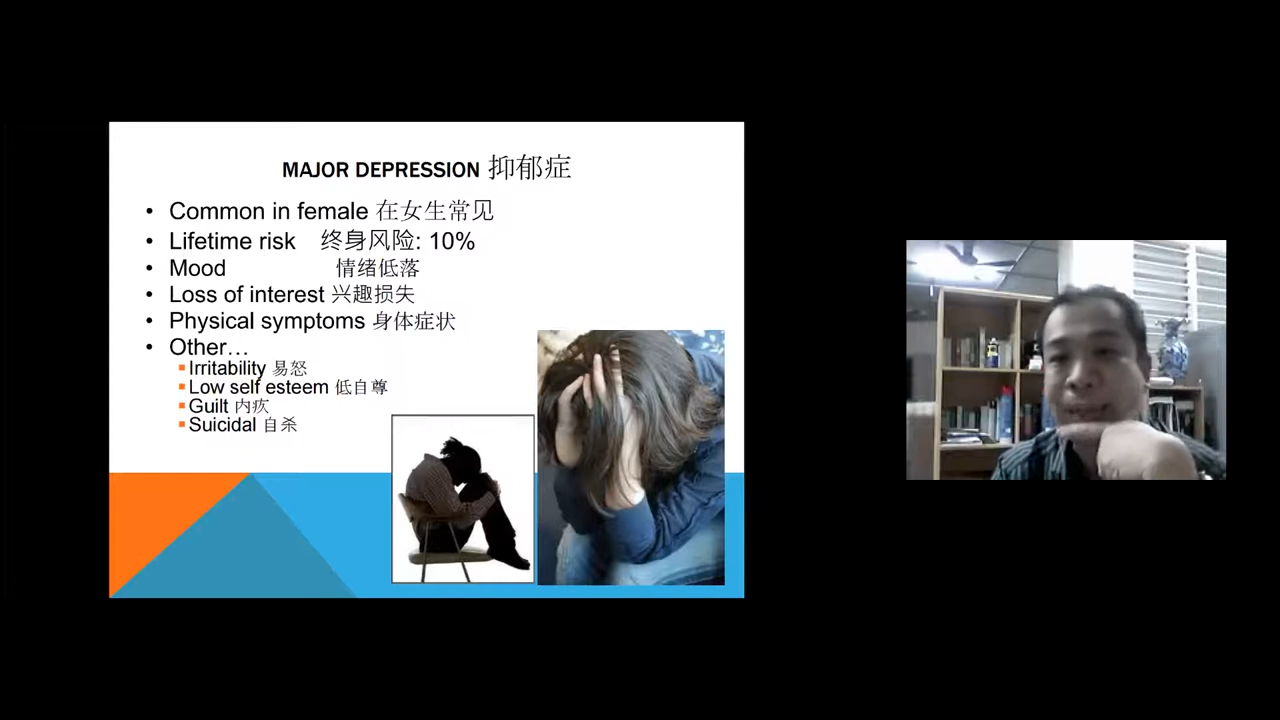 MAJOR DEPRESSION 抑郁症
• Common in female 在女生常见
• Lifetime risk 终身风险: 10%
• Mood 情绪低落
• Loss of interest 兴趣损失
• Physical symptoms 身体症状
• Other…
▪ Irritability 易怒
▪ Low self esteem 低自尊
▪ Guilt 内疚
▪ Suicidal 自杀